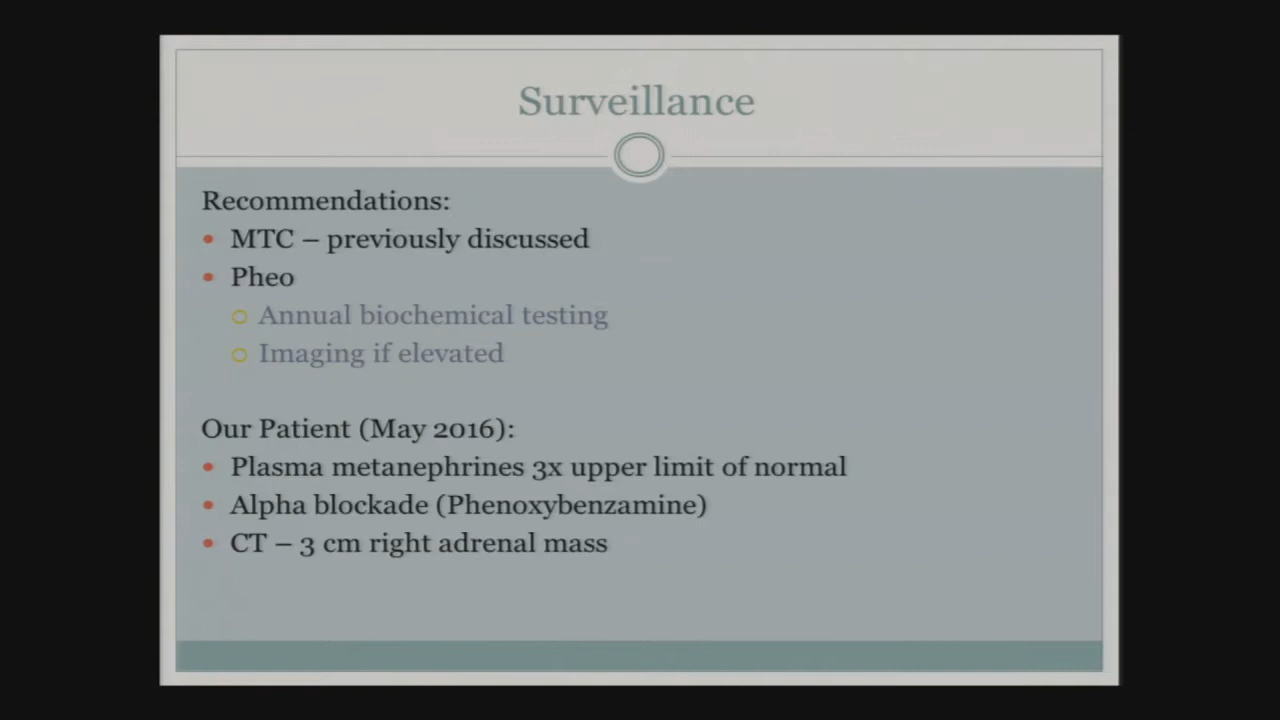 Surveillance
Recommendations:
MTC – previously discussed
Pheo
Annual biochemical testing
Imaging if elevated
Our Patient (May 2016):
Plasma metanephrines 3x upper limit of normal
Alpha blockade (Phenoxybenzamine)
CT – 3 cm right adrenal mass